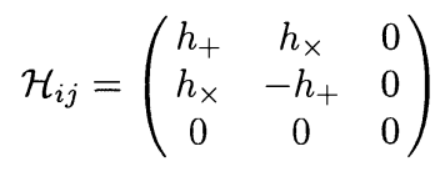 h₊ h× 0
ℋᵢⱼ = ( h× −h₊ 0 )
0 0 0